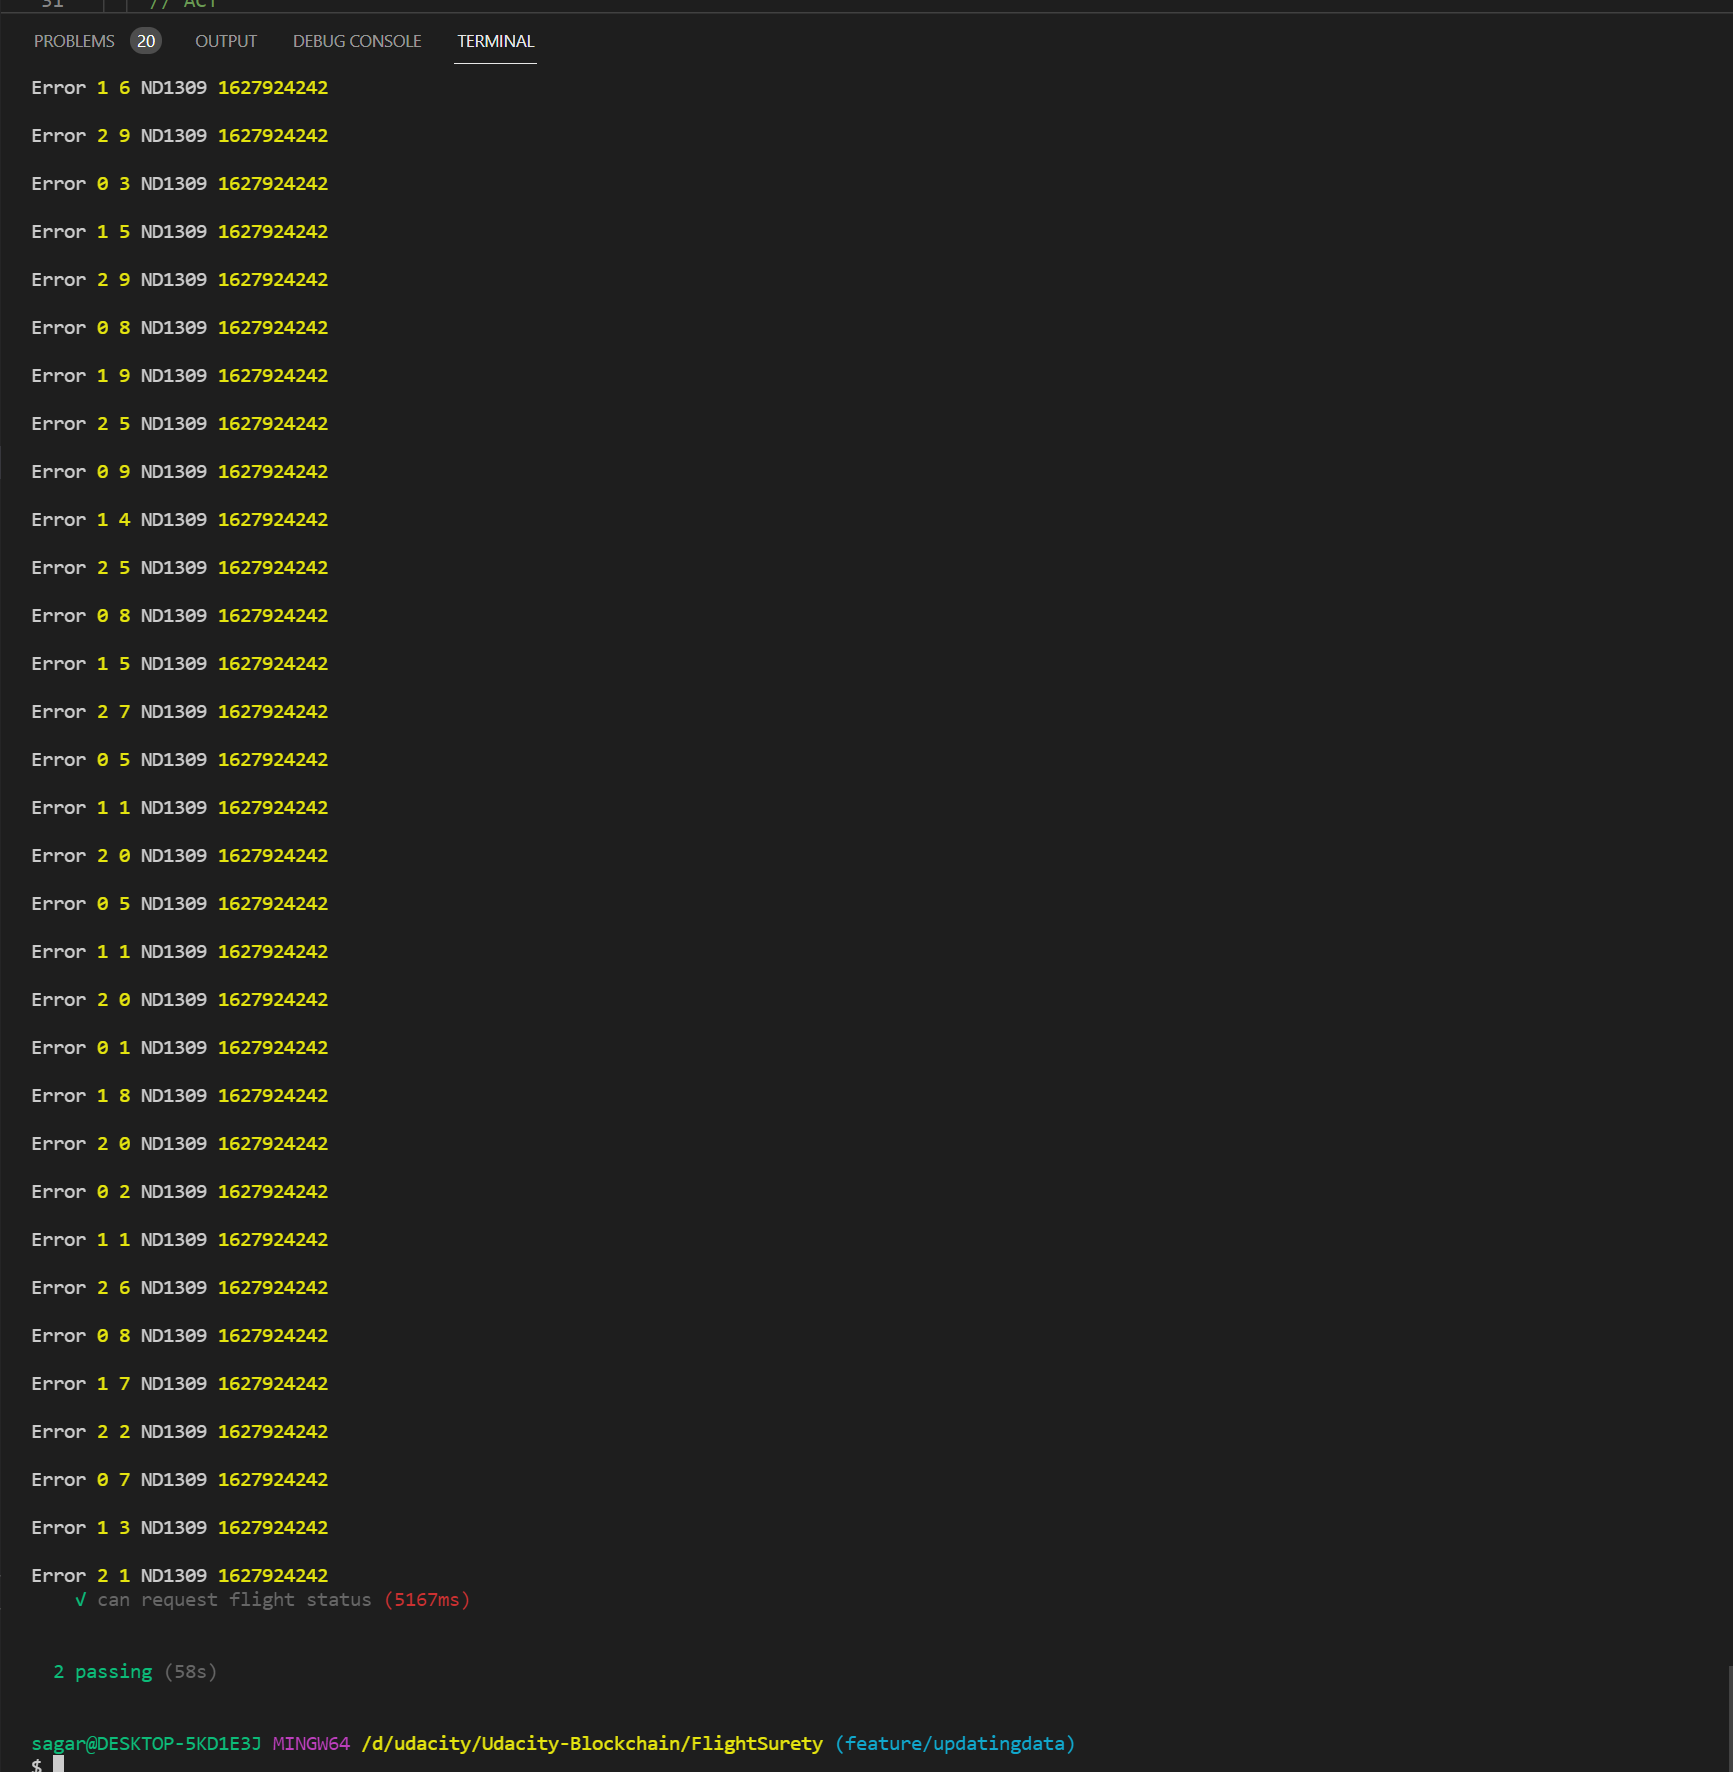 31 // ACT
PROBLEMS 20 OUTPUT DEBUG CONSOLE TERMINAL
Error 1 6 ND1309 1627924242
Error 2 9 ND1309 1627924242
Error 0 3 ND1309 1627924242
Error 1 5 ND1309 1627924242
Error 2 9 ND1309 1627924242
Error 0 8 ND1309 1627924242
Error 1 9 ND1309 1627924242
Error 2 5 ND1309 1627924242
Error 0 9 ND1309 1627924242
Error 1 4 ND1309 1627924242
Error 2 5 ND1309 1627924242
Error 0 8 ND1309 1627924242
Error 1 5 ND1309 1627924242
Error 2 7 ND1309 1627924242
Error 0 5 ND1309 1627924242
Error 1 1 ND1309 1627924242
Error 2 0 ND1309 1627924242
Error 0 5 ND1309 1627924242
Error 1 1 ND1309 1627924242
Error 2 0 ND1309 1627924242
Error 0 1 ND1309 1627924242
Error 1 8 ND1309 1627924242
Error 2 0 ND1309 1627924242
Error 0 2 ND1309 1627924242
Error 1 1 ND1309 1627924242
Error 2 6 ND1309 1627924242
Error 0 8 ND1309 1627924242
Error 1 7 ND1309 1627924242
Error 2 2 ND1309 1627924242
Error 0 7 ND1309 1627924242
Error 1 3 ND1309 1627924242
Error 2 1 ND1309 1627924242
√ can request flight status (5167ms)
2 passing (58s)
sagar@DESKTOP-5KD1E3J MINGW64 /d/udacity/Udacity-Blockchain/FlightSurety (feature/updatingdata)
$